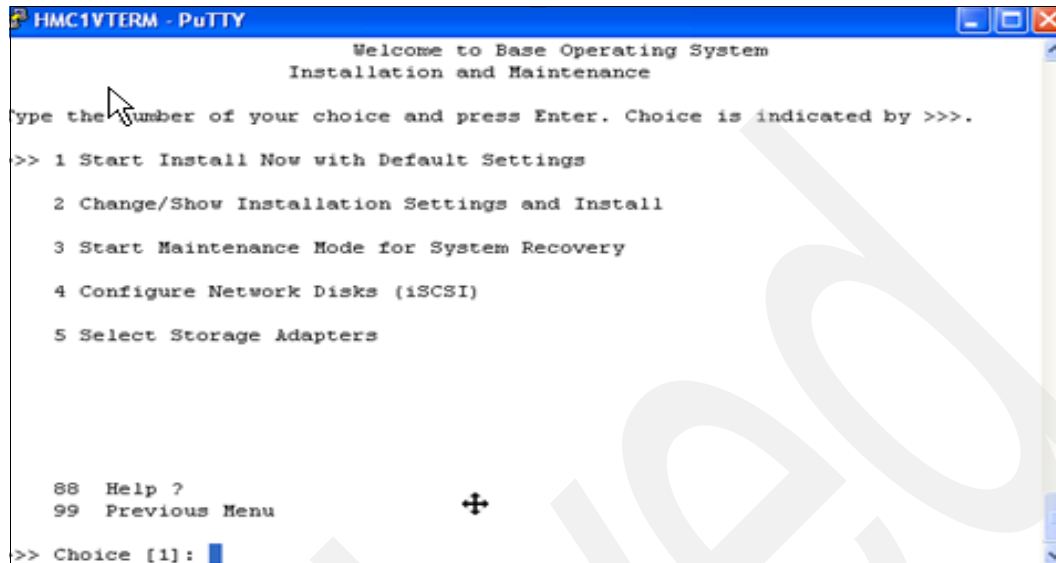 HMC1VTERM - PuTTY
Welcome to Base Operating System
Installation and Maintenance
Type the number of your choice and press Enter. Choice is indicated by >>>.
>> 1 Start Install Now with Default Settings
2 Change/Show Installation Settings and Install
3 Start Maintenance Mode for System Recovery
4 Configure Network Disks (iSCSI)
5 Select Storage Adapters
88 Help ?
99 Previous Menu
>> Choice [1]: